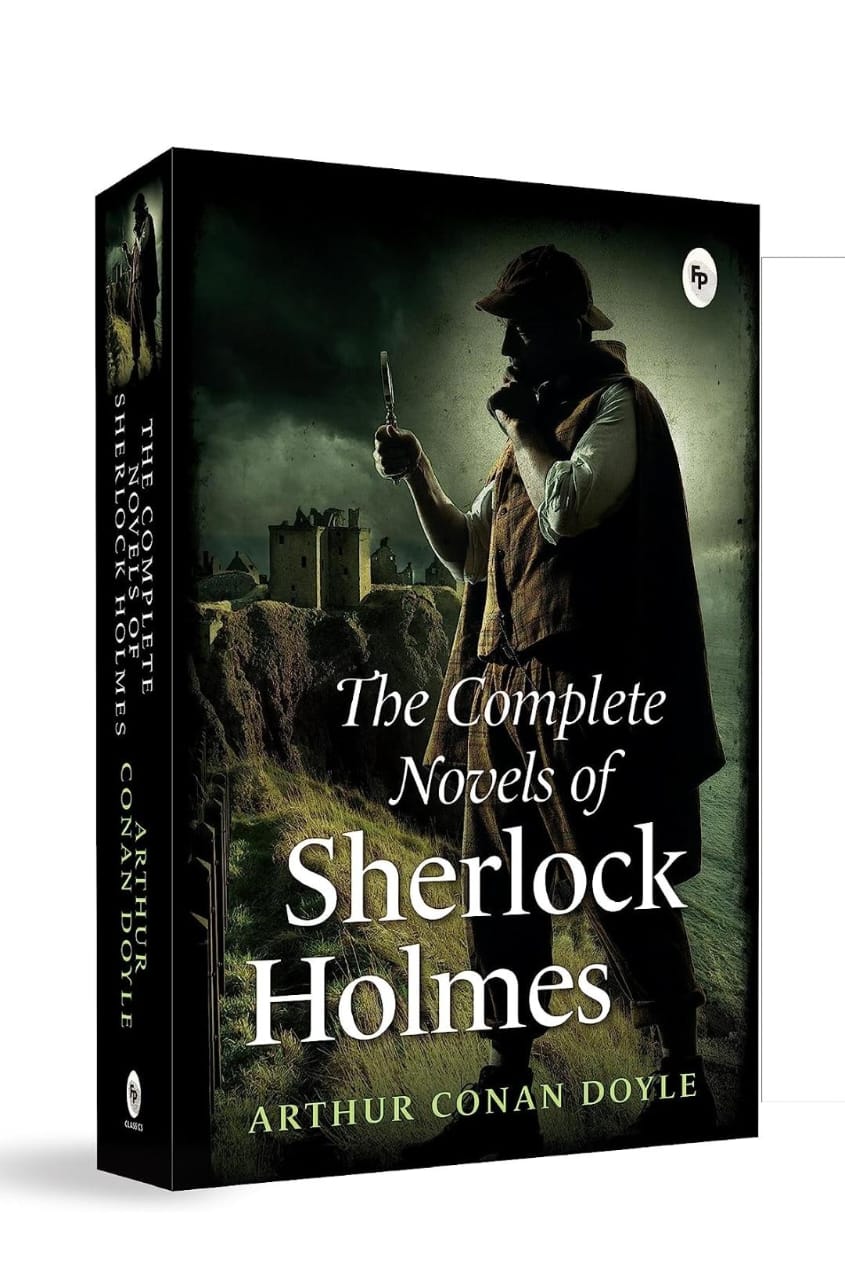 THE COMPLETE
NOVELS OF
SHERLOCK HOLMES
ARTHUR
CONAN DOYLE
FP
CLASSICS
FP
The Complete
Novels of
Sherlock
Holmes
ARTHUR CONAN DOYLE